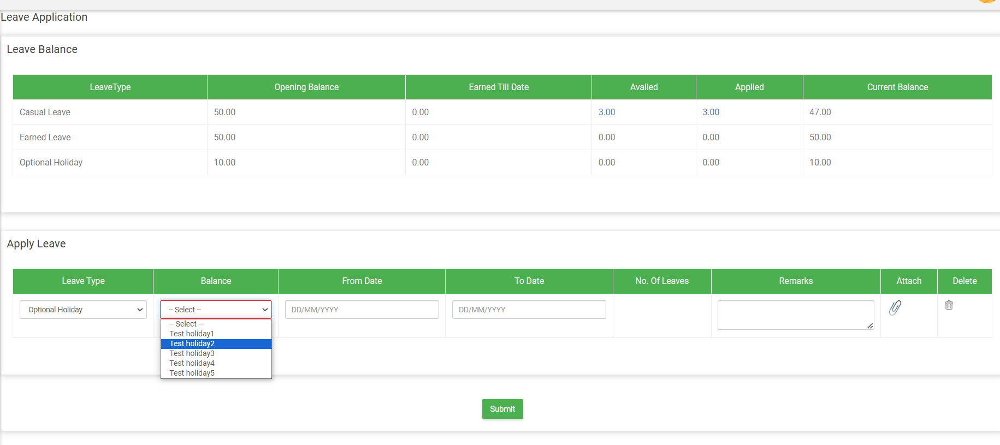 Leave Application
Leave Balance
LeaveType Opening Balance Earned Till Date Availed Applied Current Balance
Casual Leave 50.00 0.00 3.00 3.00 47.00
Earned Leave 50.00 0.00 0.00 0.00 50.00
Optional Holiday 10.00 0.00 0.00 0.00 10.00
Apply Leave
Leave Type Balance From Date To Date No. Of Leaves Remarks Attach Delete
Optional Holiday -- Select -- DD/MM/YYYY DD/MM/YYYY
-- Select --
Test holiday1
Test holiday2
Test holiday3
Test holiday4
Test holiday5
Submit